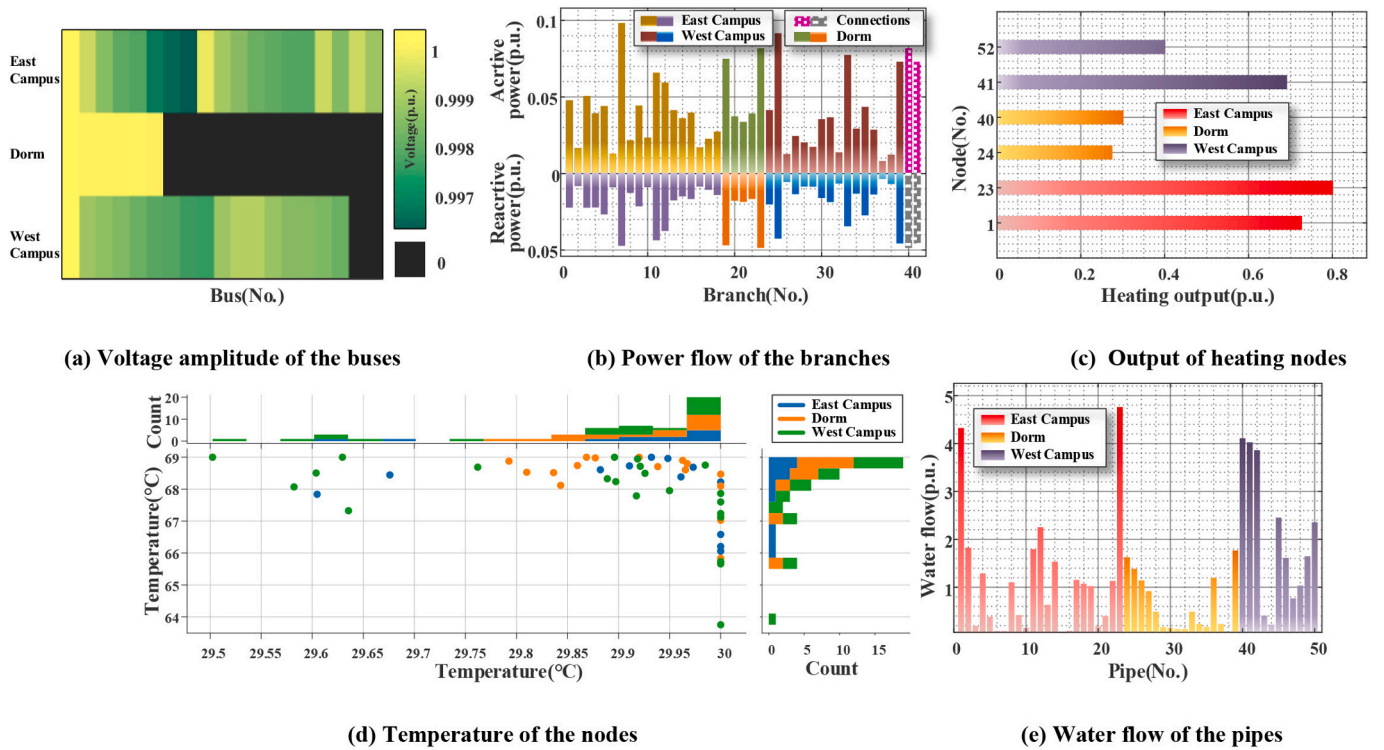 East
Campus
Dorm
West
Campus
Bus(No.)
1
0.999
0.998
0.997
0
Voltage(p.u.)
(a) Voltage amplitude of the buses
0.1
0.05
0
0.05
Acrtive
power(p.u.)
Reacrtive
power(p.u.)
East Campus
West Campus
Connections
Dorm
0 10 20 30 40
Branch(No.)
(b) Power flow of the branches
Node(No.)
52
41
40
24
23
1
East Campus
Dorm
West Campus
0 0.2 0.4 0.6 0.8
Heating output(p.u.)
(c) Output of heating nodes
Count
20
10
0
East Campus
Dorm
West Campus
Temperature(°C)
69
68
67
66
65
64
29.5 29.55 29.6 29.65 29.7 29.75 29.8 29.85 29.9 29.95 30
Temperature(°C)
0 5 10 15
Count
(d) Temperature of the nodes
Water flow(p.u.)
5
4
3
2
1
East Campus
Dorm
West Campus
0 10 20 30 40 50
Pipe(No.)
(e) Water flow of the pipes